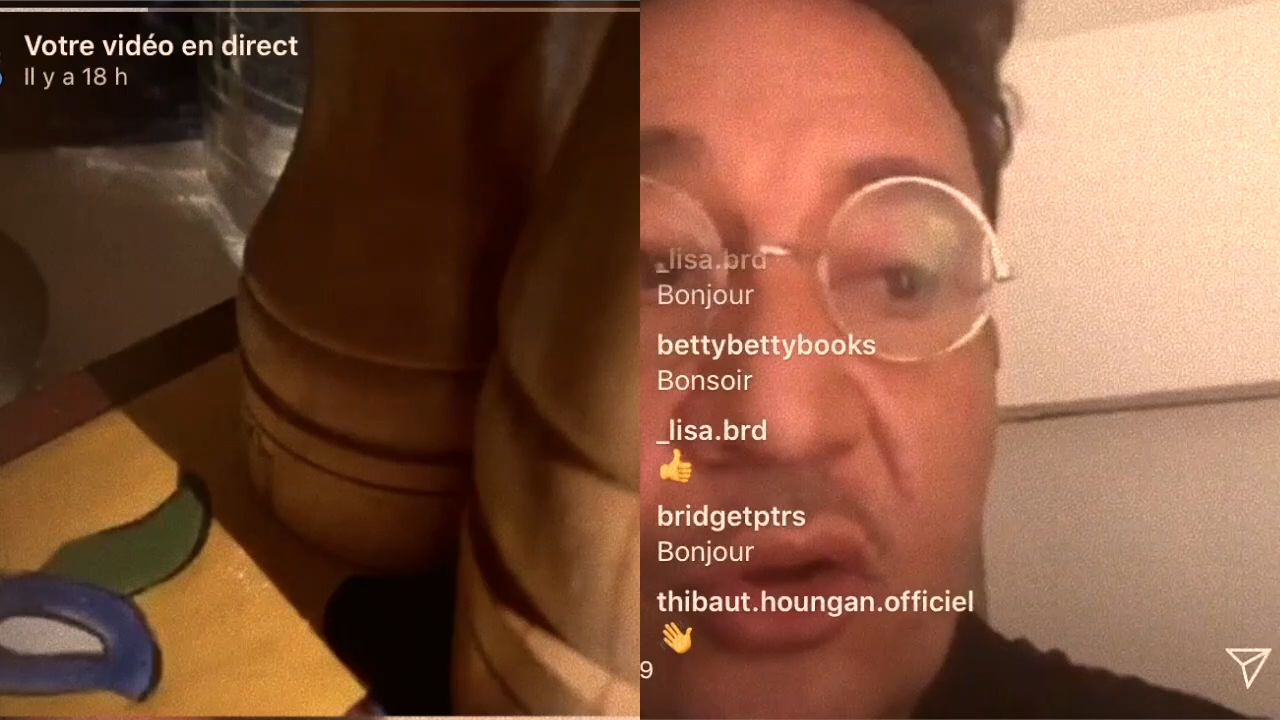 Votre vidéo en direct
Il y a 18 h
_lisa.brd
Bonjour
bettybettybooks
Bonsoir
_lisa.brd
👍
bridgetptrs
Bonjour
thibaut.houngan.officiel
👋
9